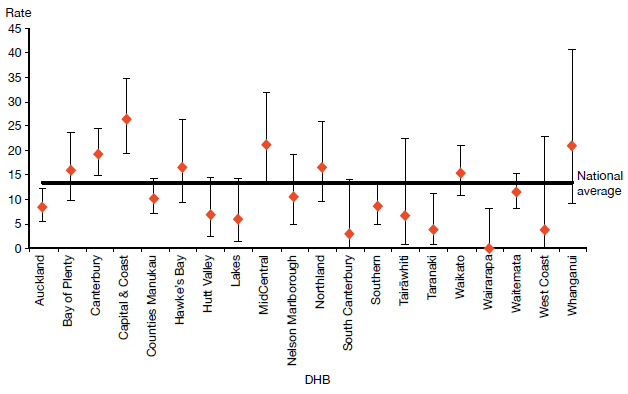 Rate
45
40
35
30
25
20
15
10
5
0
National
average
Auckland
Bay of Plenty
Canterbury
Capital & Coast
Counties Manukau
Hawke's Bay
Hutt Valley
Lakes
MidCentral
Nelson Marlborough
Northland
South Canterbury
Southern
Tairāwhiti
Taranaki
Waikato
Wairarapa
Waitemata
West Coast
Whanganui
DHB